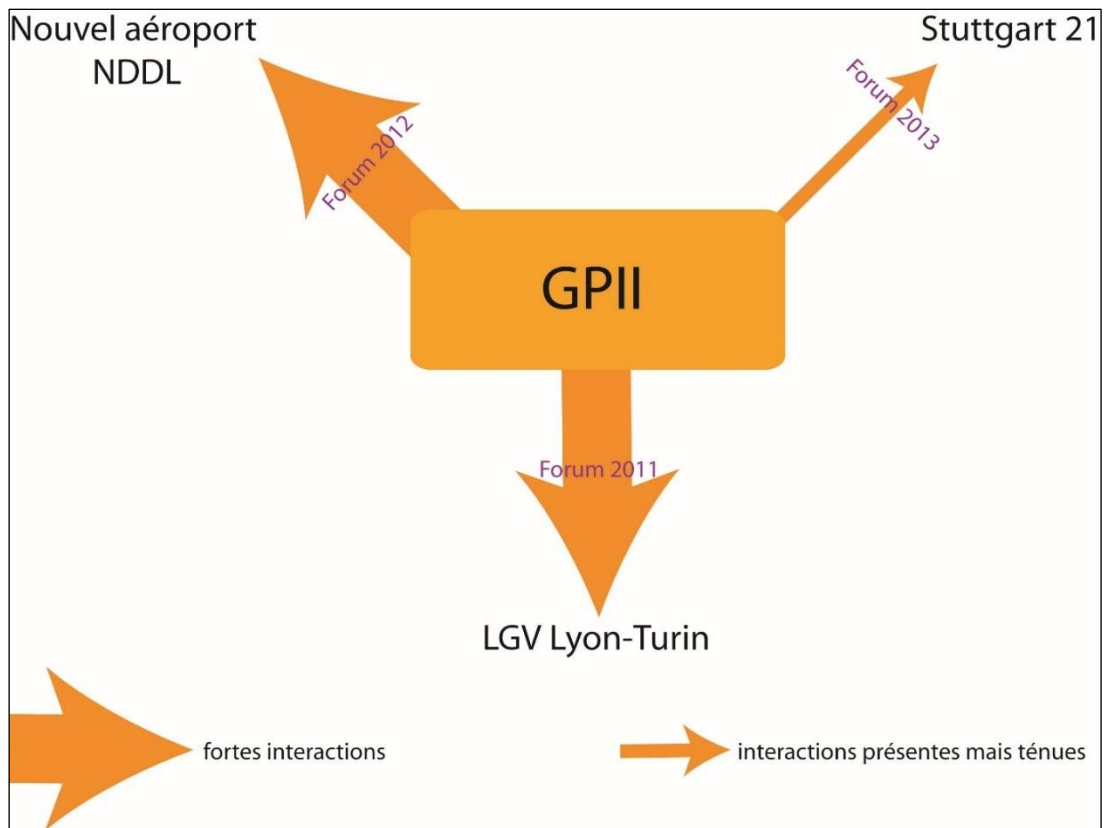 Nouvel aéroport
NDDL
Stuttgart 21
Forum 2012
Forum 2013
GPII
Forum 2011
LGV Lyon-Turin
fortes interactions
interactions présentes mais ténues